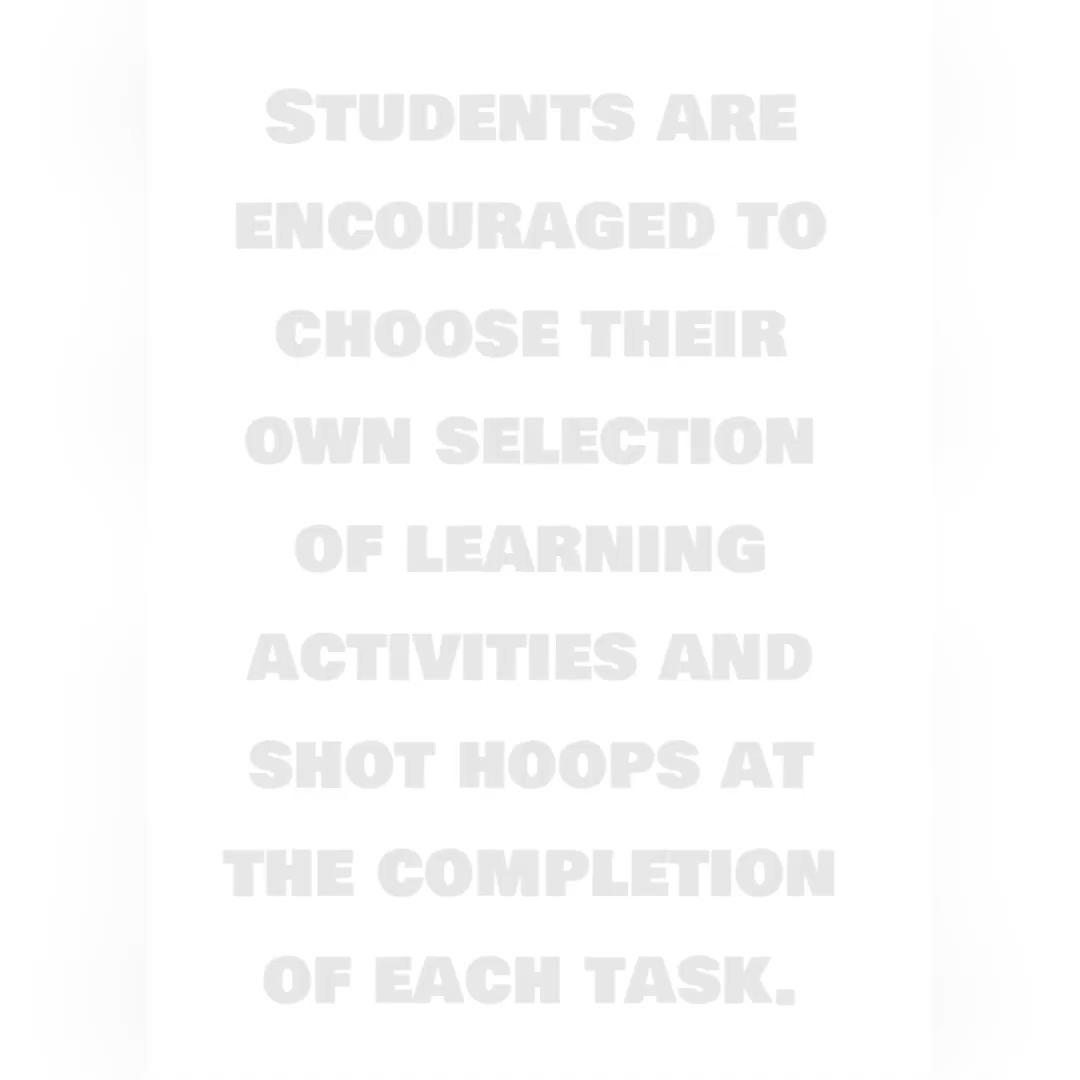 Students are
encouraged to
choose their
own selection
of learning
activities and
shot hoops at
the completion
of each task.